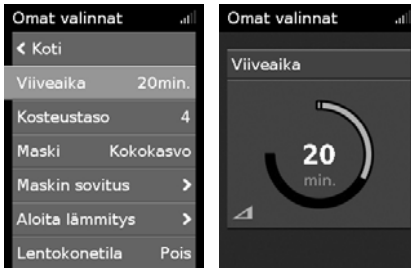 Omat valinnat
Koti
Viiveaika 20min.
Kosteustaso 4
Maski Kokokasvo
Maskin sovitus
Aloita lämmitys
Lentokonetila Pois
Omat valinnat
Viiveaika
20
min.